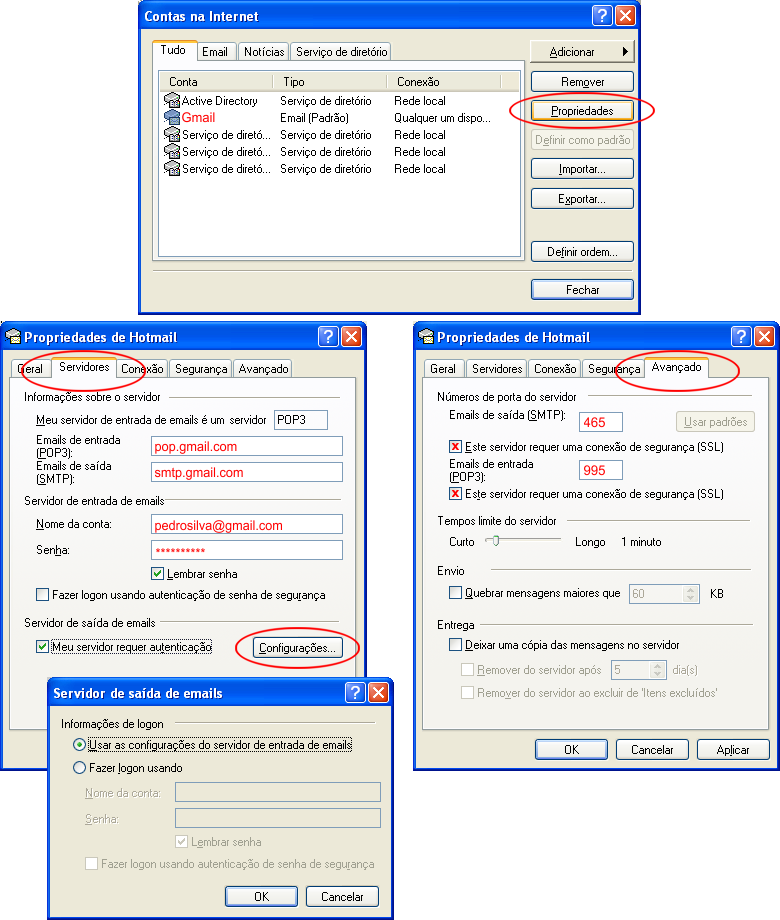 Contas na Internet
Tudo Email Notícias Serviço de diretório
Adicionar
Conta Tipo Conexão
Remover
Active Directory Serviço de diretório Rede local
Gmail Email (Padrão) Qualquer um dispo...
Propriedades
Serviço de diretó... Serviço de diretório Rede local
Definir como padrão
Serviço de diretó... Serviço de diretório Rede local
Serviço de diretó... Serviço de diretório Rede local
Importar...
Exportar...
Definir ordem...
Fechar
Propriedades de Hotmail
Geral Servidores Conexão Segurança Avançado
Informações sobre o servidor
Meu servidor de entrada de emails é um servidor POP3
Emails de entrada
(POP3): pop.gmail.com
Emails de saída
(SMTP): smtp.gmail.com
Servidor de entrada de emails
Nome da conta: pedrosilva@gmail.com
Senha: **********
Lembrar senha
Fazer logon usando autenticação de senha de segurança
Servidor de saída de emails
Meu servidor requer autenticação Configurações...
Servidor de saída de emails
Informações de logon
Usar as configurações do servidor de entrada de emails
Fazer logon usando
Nome da conta:
Senha:
Lembrar senha
Fazer logon usando autenticação de senha de segurança
OK Cancelar
Propriedades de Hotmail
Geral Servidores Conexão Segurança Avançado
Números de porta do servidor
Emails de saída (SMTP): 465 Usar padrões
Este servidor requer uma conexão de segurança (SSL)
Emails de entrada
(POP3): 995
Este servidor requer uma conexão de segurança (SSL)
Tempos limite do servidor
Curto Longo 1 minuto
Envio
Quebrar mensagens maiores que 60 KB
Entrega
Deixar uma cópia das mensagens no servidor
Remover do servidor após 5 dia(s)
Remover do servidor ao excluir de 'Itens excluídos'
OK Cancelar Aplicar